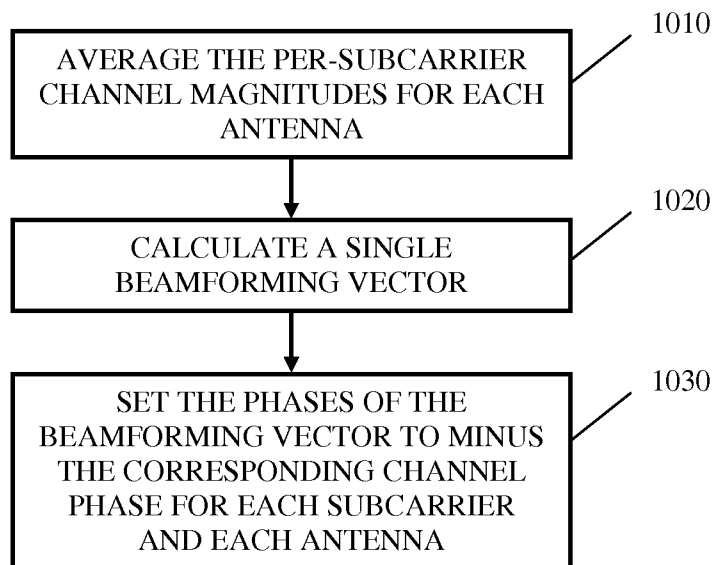 1010
AVERAGE THE PER-SUBCARRIER
CHANNEL MAGNITUDES FOR EACH
ANTENNA
1020
CALCULATE A SINGLE
BEAMFORMING VECTOR
1030
SET THE PHASES OF THE
BEAMFORMING VECTOR TO MINUS
THE CORRESPONDING CHANNEL
PHASE FOR EACH SUBCARRIER
AND EACH ANTENNA